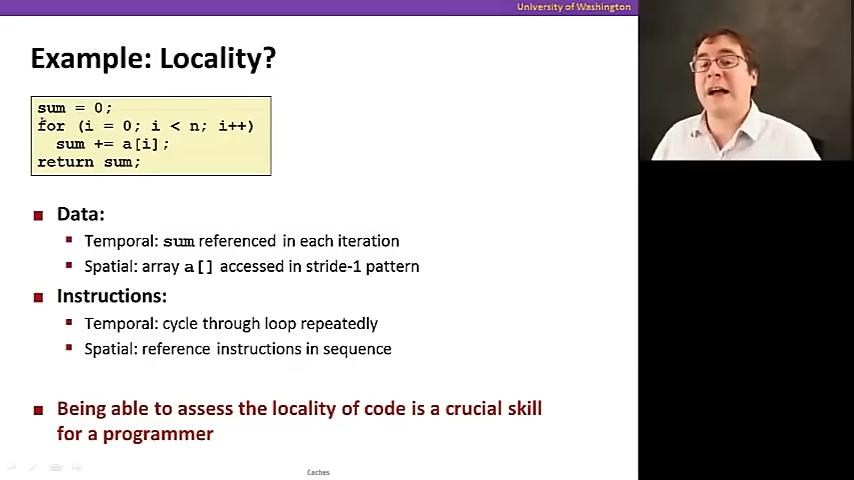 University of Washington
Example: Locality?
sum = 0;
for (i = 0; i < n; i++)
sum += a[i];
return sum;
Data:
Temporal: sum referenced in each iteration
Spatial: array a[] accessed in stride-1 pattern
Instructions:
Temporal: cycle through loop repeatedly
Spatial: reference instructions in sequence
Being able to assess the locality of code is a crucial skill
for a programmer
Caches